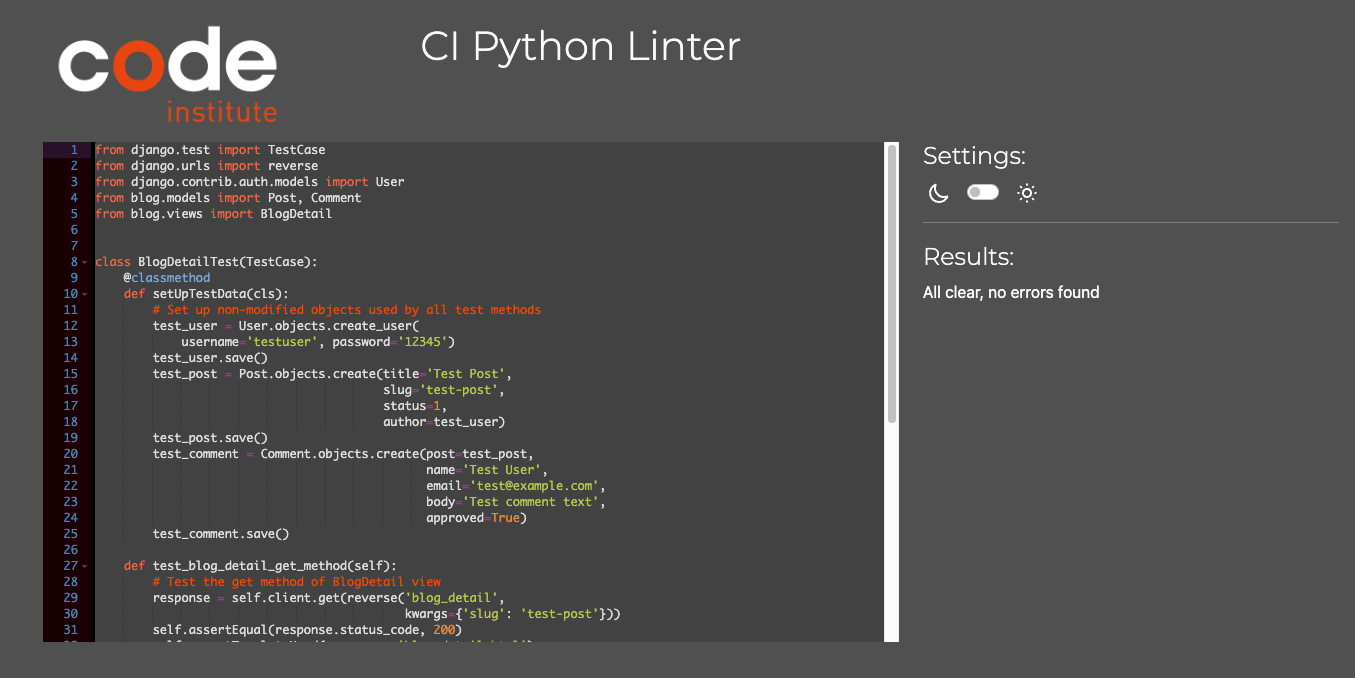 code
institute
CI Python Linter
1 from django.test import TestCase
2 from django.urls import reverse
3 from django.contrib.auth.models import User
4 from blog.models import Post, Comment
5 from blog.views import BlogDetail
6
7
8 class BlogDetailTest(TestCase):
9     @classmethod
10     def setUpTestData(cls):
11         # Set up non-modified objects used by all test methods
12         test_user = User.objects.create_user(
13             username='testuser', password='12345')
14         test_user.save()
15         test_post = Post.objects.create(title='Test Post',
16                                         slug='test-post',
17                                         status=1,
18                                         author=test_user)
19         test_post.save()
20         test_comment = Comment.objects.create(post=test_post,
21                                               name='Test User',
22                                               email='test@example.com',
23                                               body='Test comment text',
24                                               approved=True)
25         test_comment.save()
26
27     def test_blog_detail_get_method(self):
28         # Test the get method of BlogDetail view
29         response = self.client.get(reverse('blog_detail',
30                                            kwargs={'slug': 'test-post'}))
31         self.assertEqual(response.status_code, 200)
Settings:
Results:
All clear, no errors found